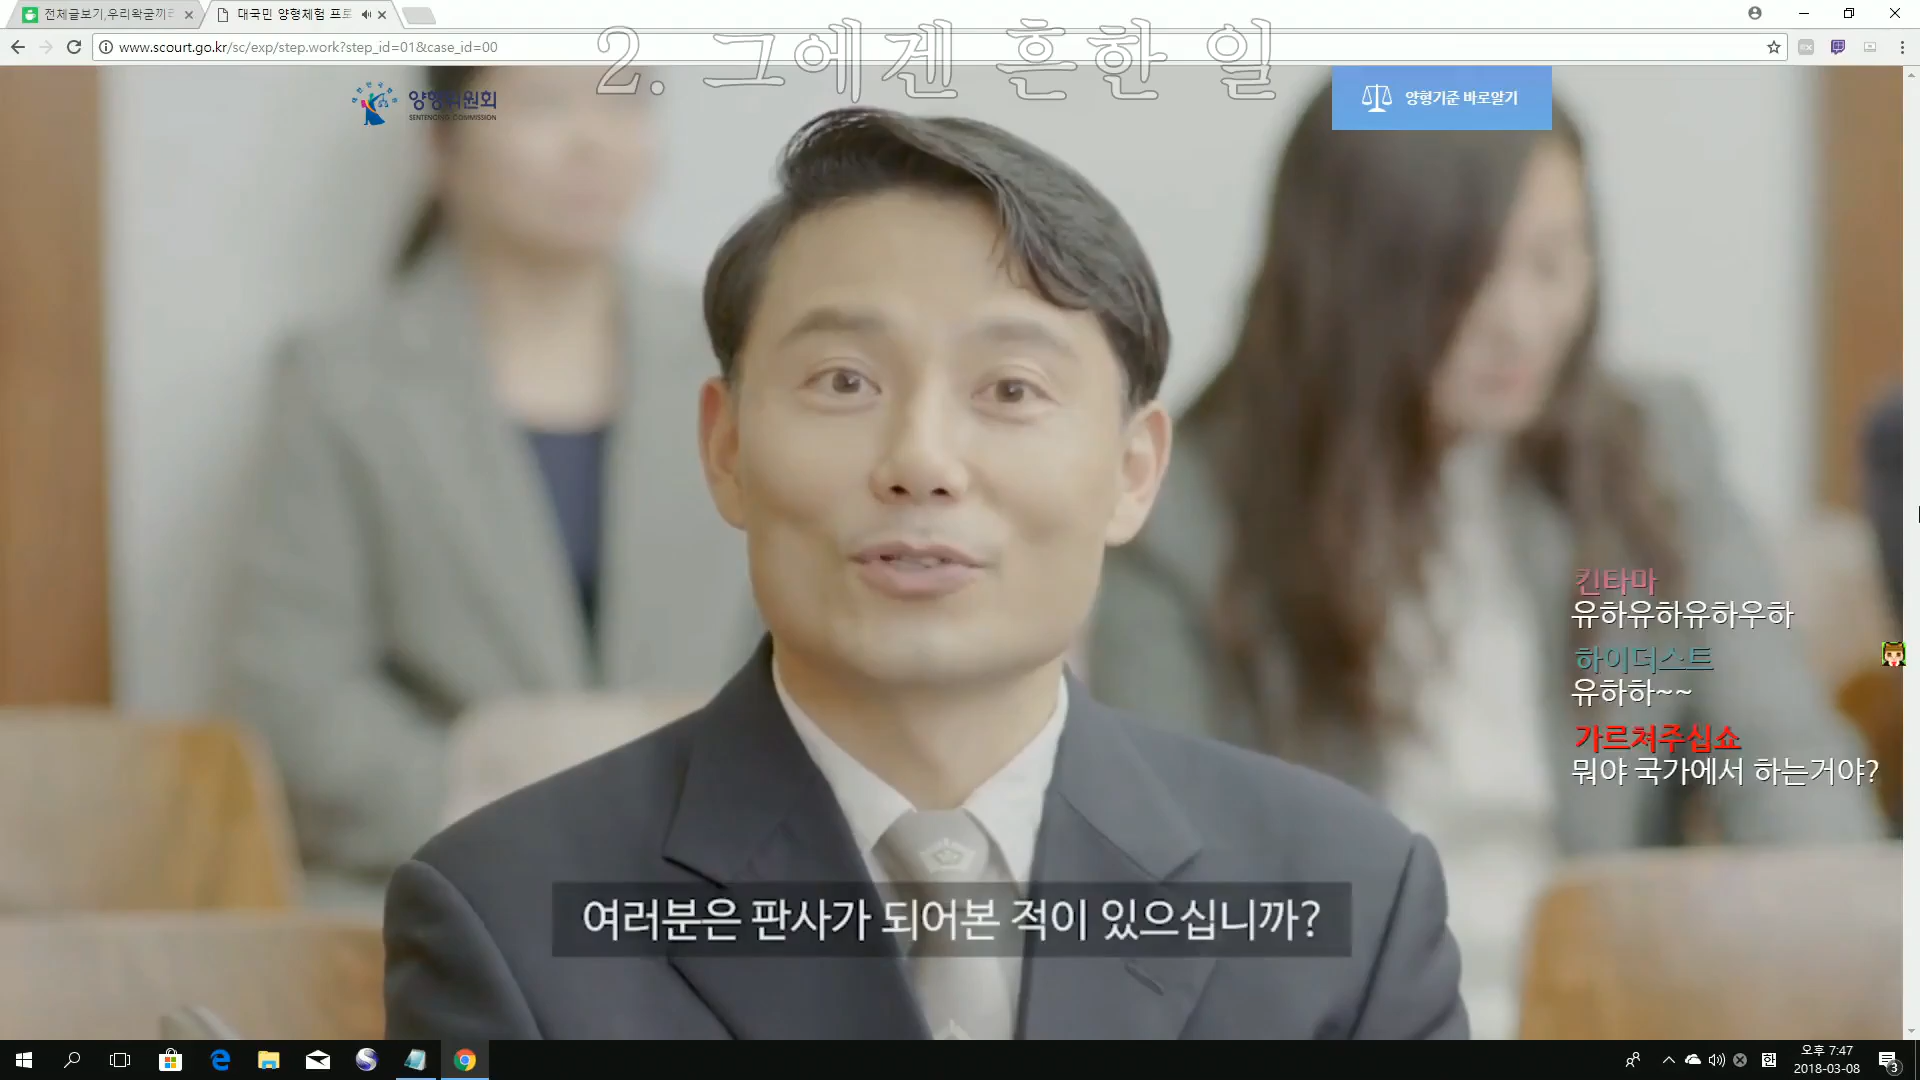 전체글보기,우리왁굳끼리
대국민 양형체험 프로
www.scourt.go.kr/sc/exp/step.work?step_id=01&case_id=00
2. 그에겐 흔한 일
양형위원회
SENTENCING COMMISSION
양형기준 바로알기
킨타마
유하유하유하우하
하이더스트
유하하~~
가르쳐주십쇼
뭐야 국가에서 하는거야?
여러분은 판사가 되어본 적이 있으십니까?
한
오후 7:47
2018-03-08
3